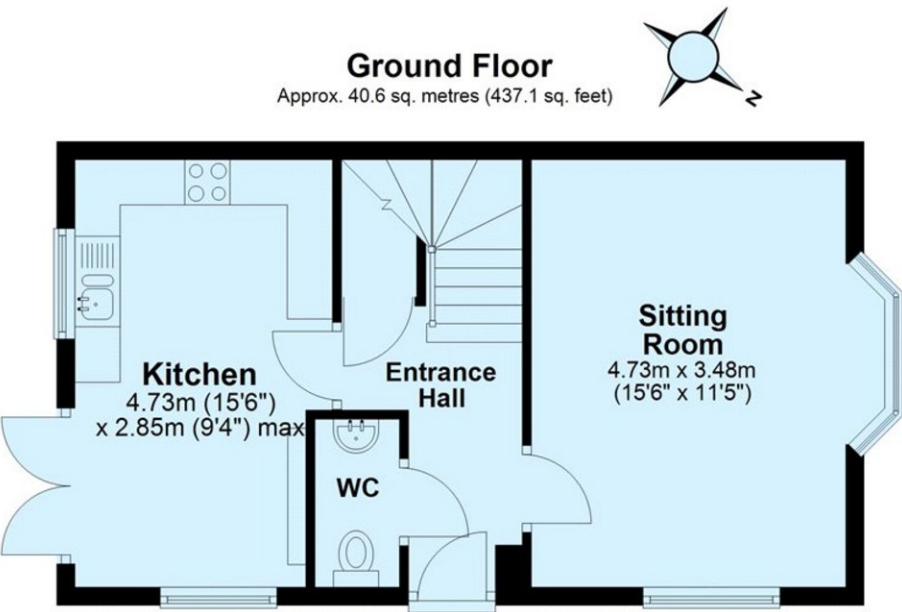 Ground Floor
Approx. 40.6 sq. metres (437.1 sq. feet)
N
Sitting
Room
4.73m x 3.48m
(15'6" x 11'5")
Kitchen
4.73m (15'6")
x 2.85m (9'4") max
Entrance
Hall
WC